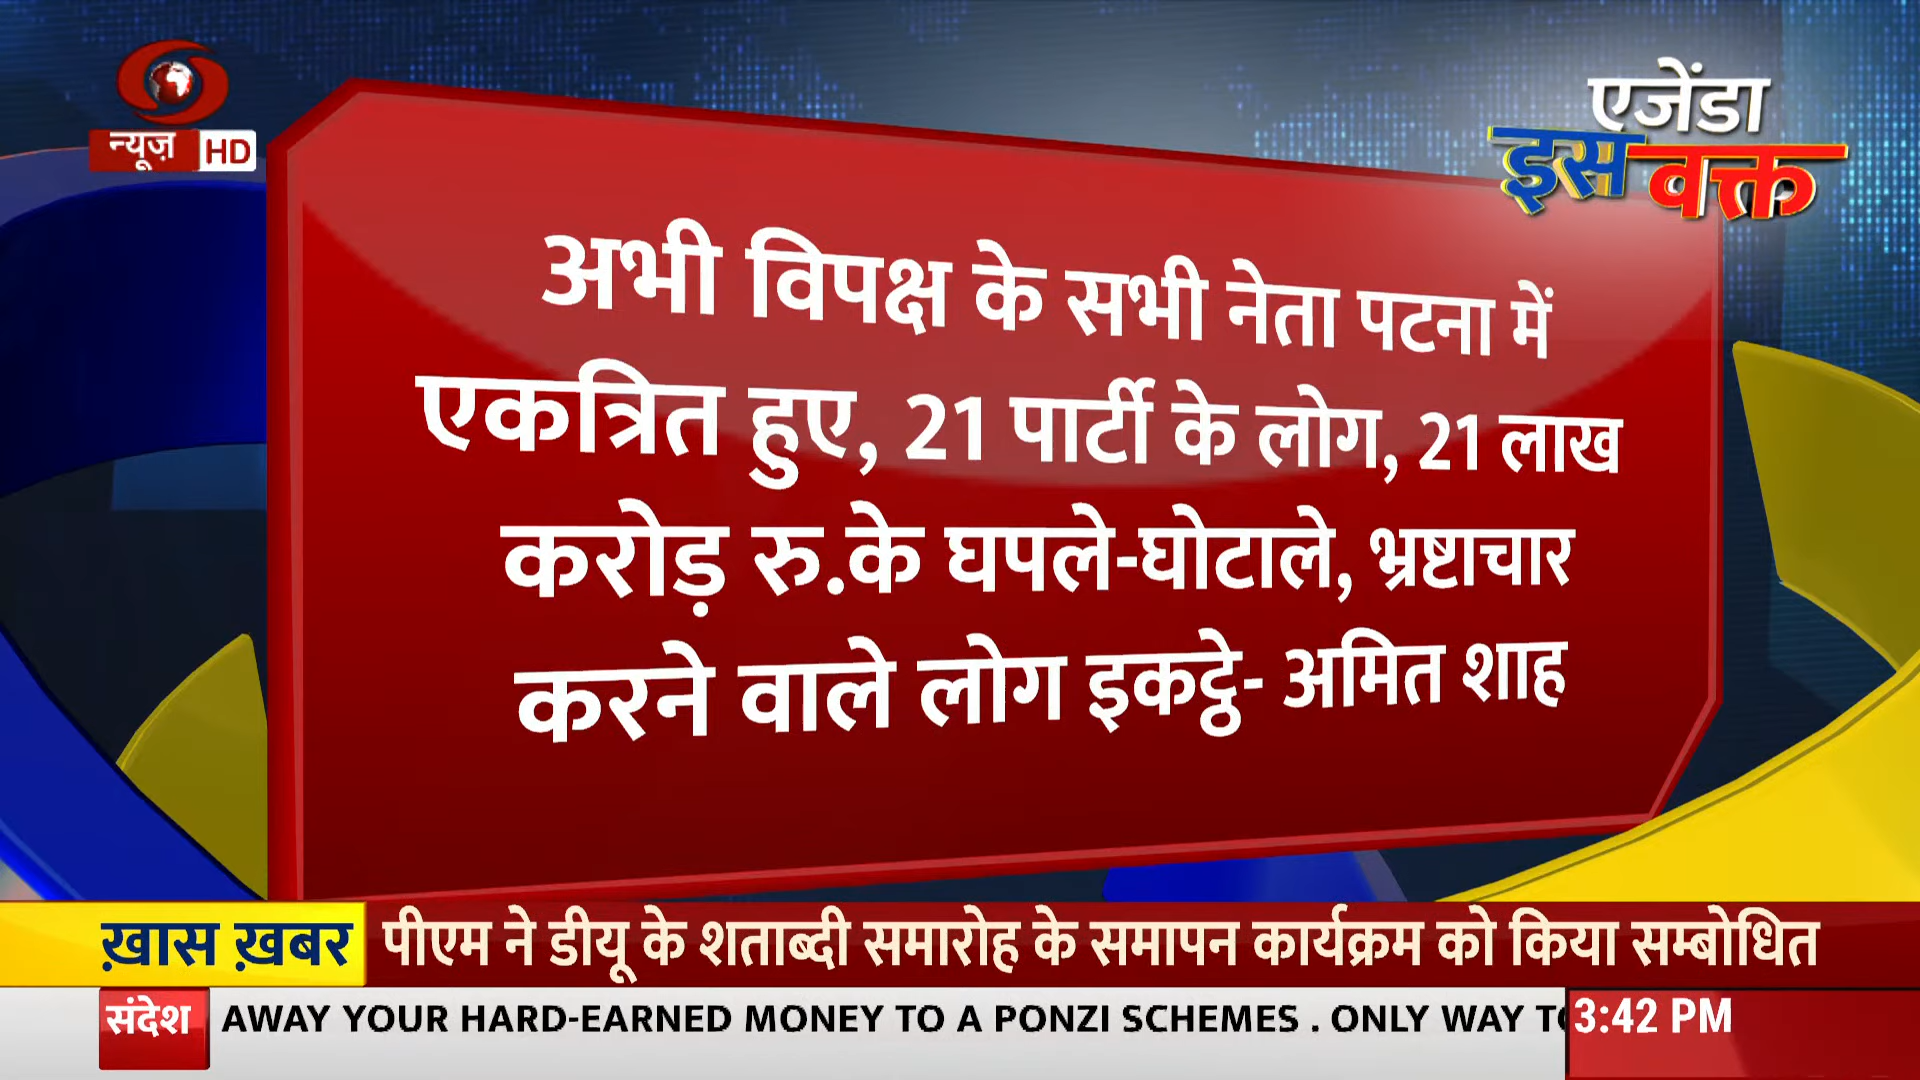 न्यूज़ HD
एजेंडा
इस वक्त
अभी विपक्ष के सभी नेता पटना में
एकत्रित हुए, 21 पार्टी के लोग, 21 लाख
करोड़ रु.के घपले-घोटाले, भ्रष्टाचार
करने वाले लोग इकट्ठे- अमित शाह
ख़ास ख़बर
पीएम ने डीयू के शताब्दी समारोह के समापन कार्यक्रम को किया सम्बोधित
संदेश
AWAY YOUR HARD-EARNED MONEY TO A PONZI SCHEMES . ONLY WAY TO
3:42 PM